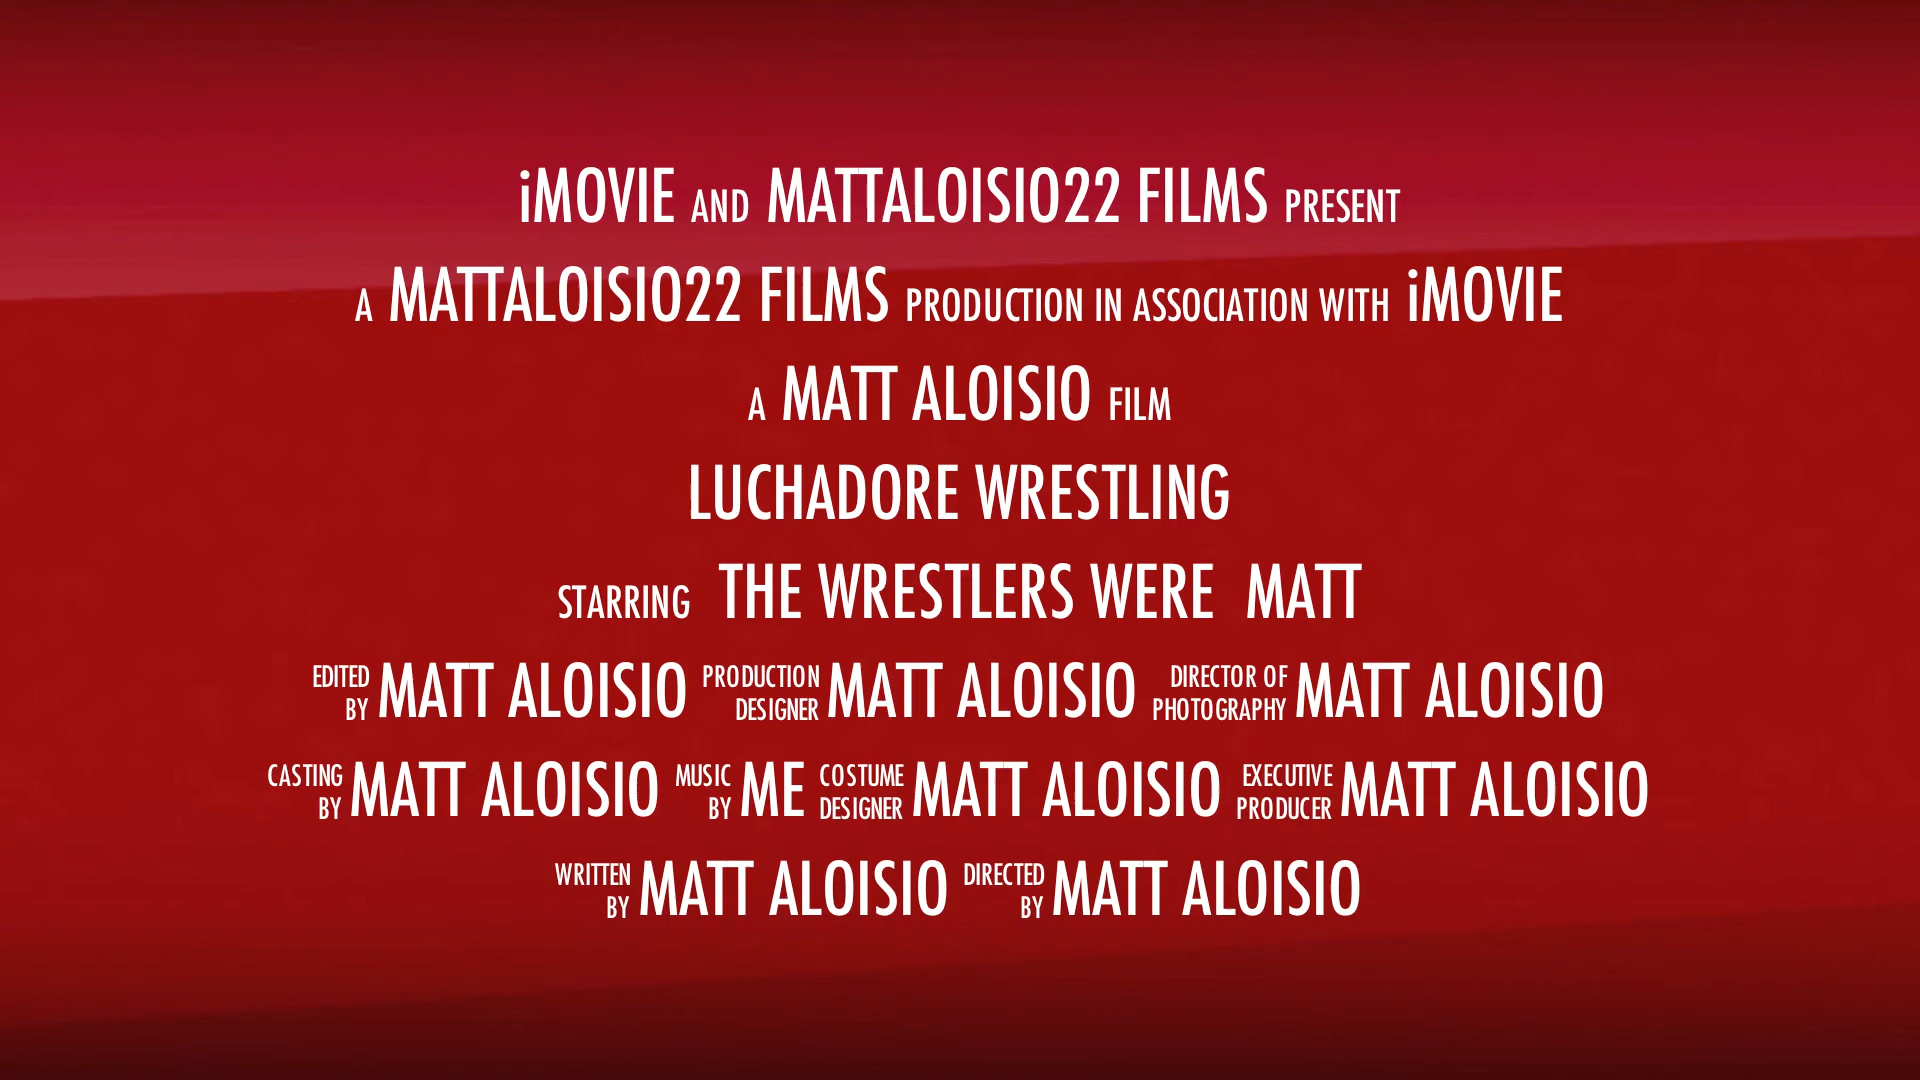 iMOVIE AND MATTALOISIO22 FILMS PRESENT
A MATTALOISIO22 FILMS PRODUCTION IN ASSOCIATION WITH iMOVIE
A MATT ALOISIO FILM
LUCHADORE WRESTLING
STARRING THE WRESTLERS WERE MATT
EDITED BY MATT ALOISIO PRODUCTION DESIGNER MATT ALOISIO DIRECTOR OF PHOTOGRAPHY MATT ALOISIO
CASTING BY MATT ALOISIO MUSIC BY ME COSTUME DESIGNER MATT ALOISIO EXECUTIVE PRODUCER MATT ALOISIO
WRITTEN BY MATT ALOISIO DIRECTED BY MATT ALOISIO